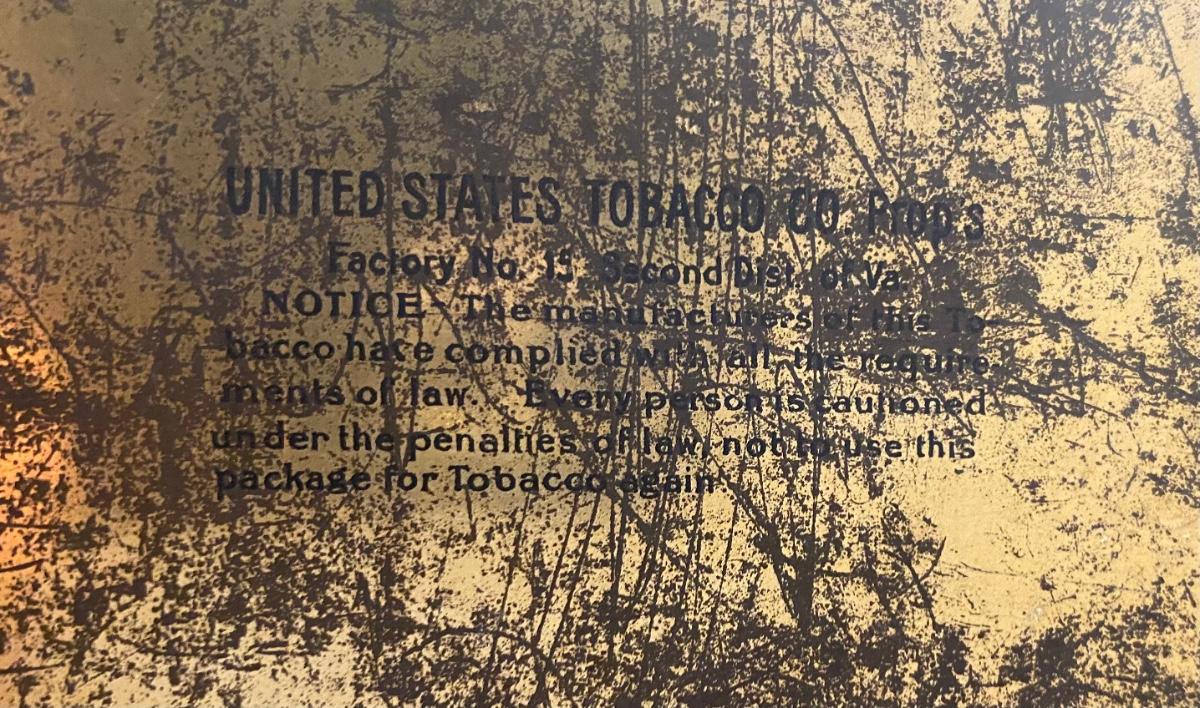 UNITED STATES TOBACCO CO. Prop's
Factory No. 15 Second Dist. of Va.
NOTICE - The manufacturers of this To-
bacco have complied with all the require
ments of law. Every person is cautioned
under the penalties of law, not to use this
package for Tobacco again